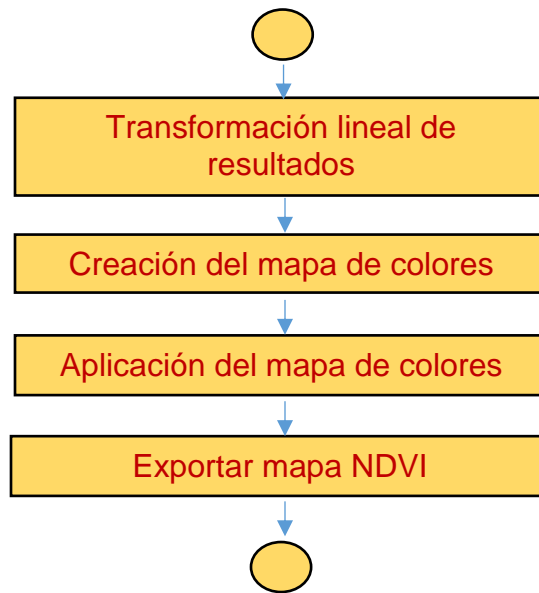 Transformación lineal de
resultados
Creación del mapa de colores
Aplicación del mapa de colores
Exportar mapa NDVI